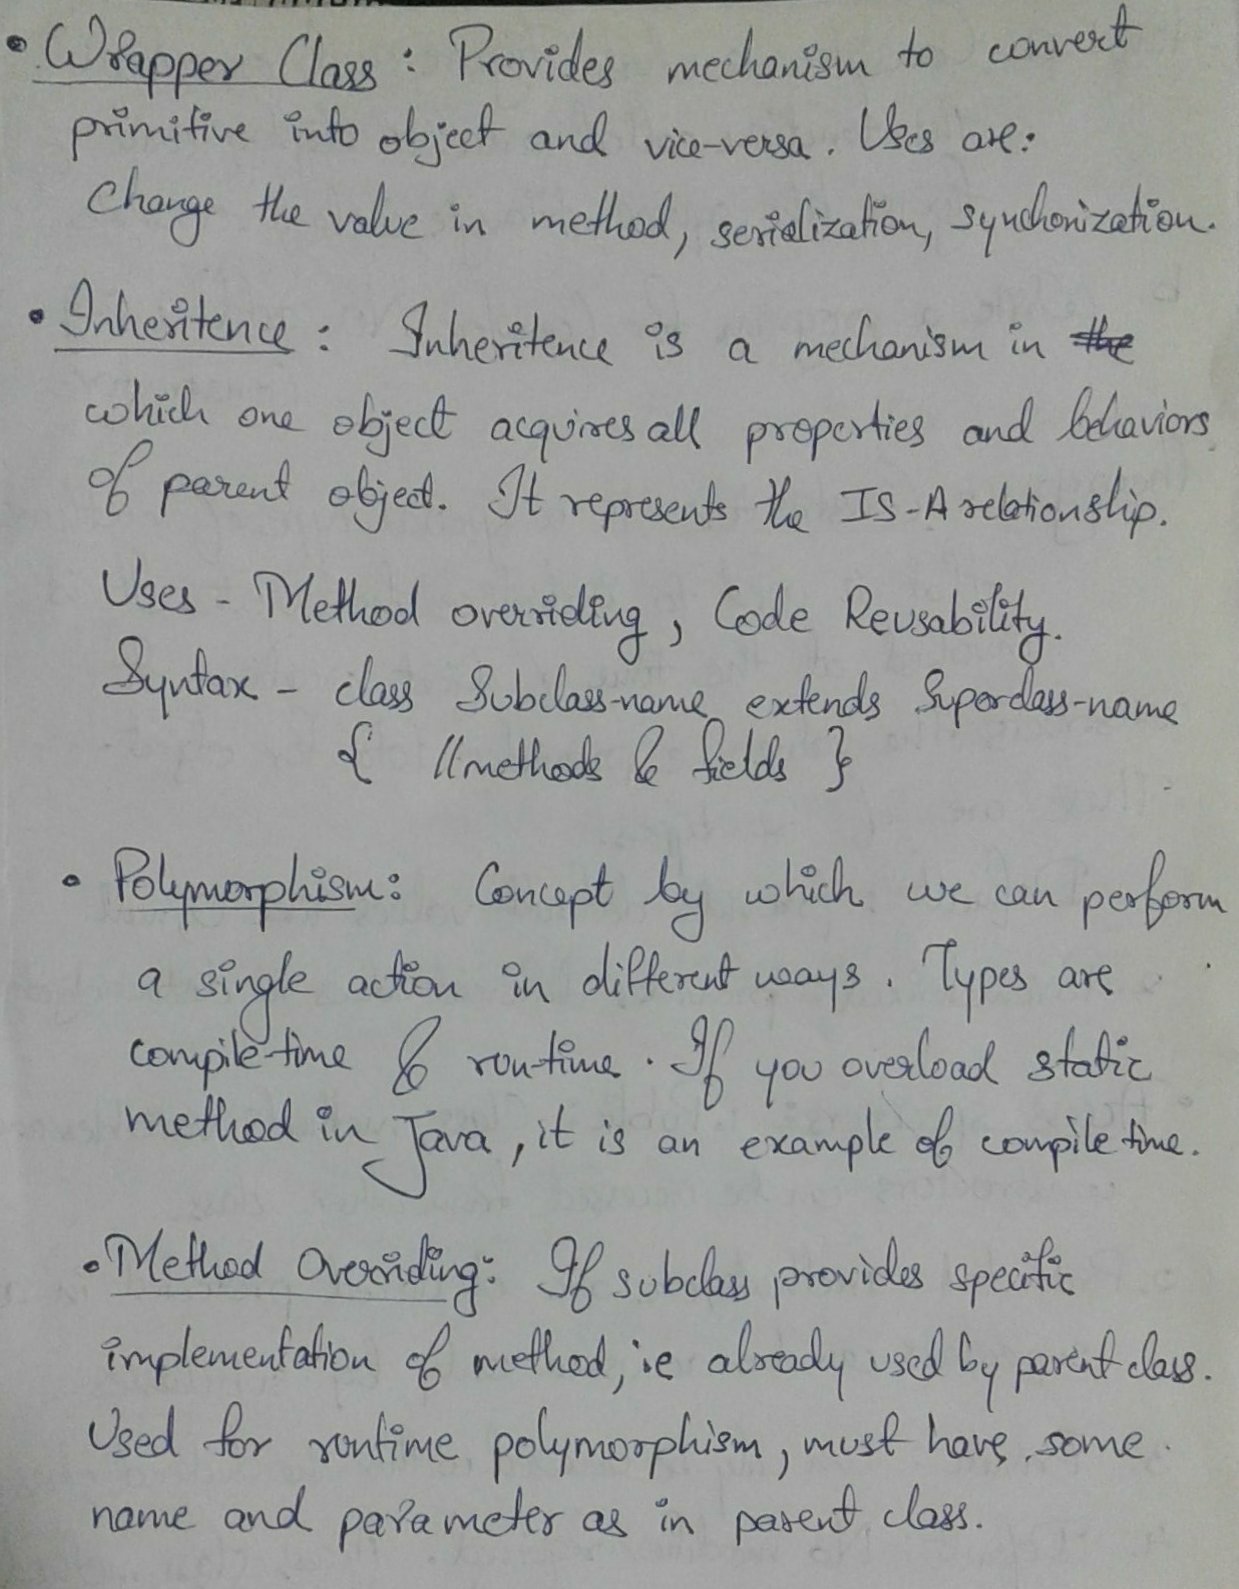 • Wrapper Class : Provides mechanism to convert
primitive into object and vice-versa. Uses are:
Change the value in method, serialization, synchonization.
• Inheritence : Inheritence is a mechanism in the
which one object acquires all properties and behaviors
of parent object. It represents the IS-A relationship.
Uses - Method overriding, Code Reusability.
Syntax - class Subclass-name extends Superclass-name
{ //methods & fields }
• Polymorphism: Concept by which we can perform
a single action in different ways. Types are
compile-time & run-time. If you overload static
method in Java, it is an example of compile time.
• Method Overriding: If subclass provides specific
implementation of method, ie already used by parent class.
Used for runtime polymorphism, must have some
name and parameter as in parent class.